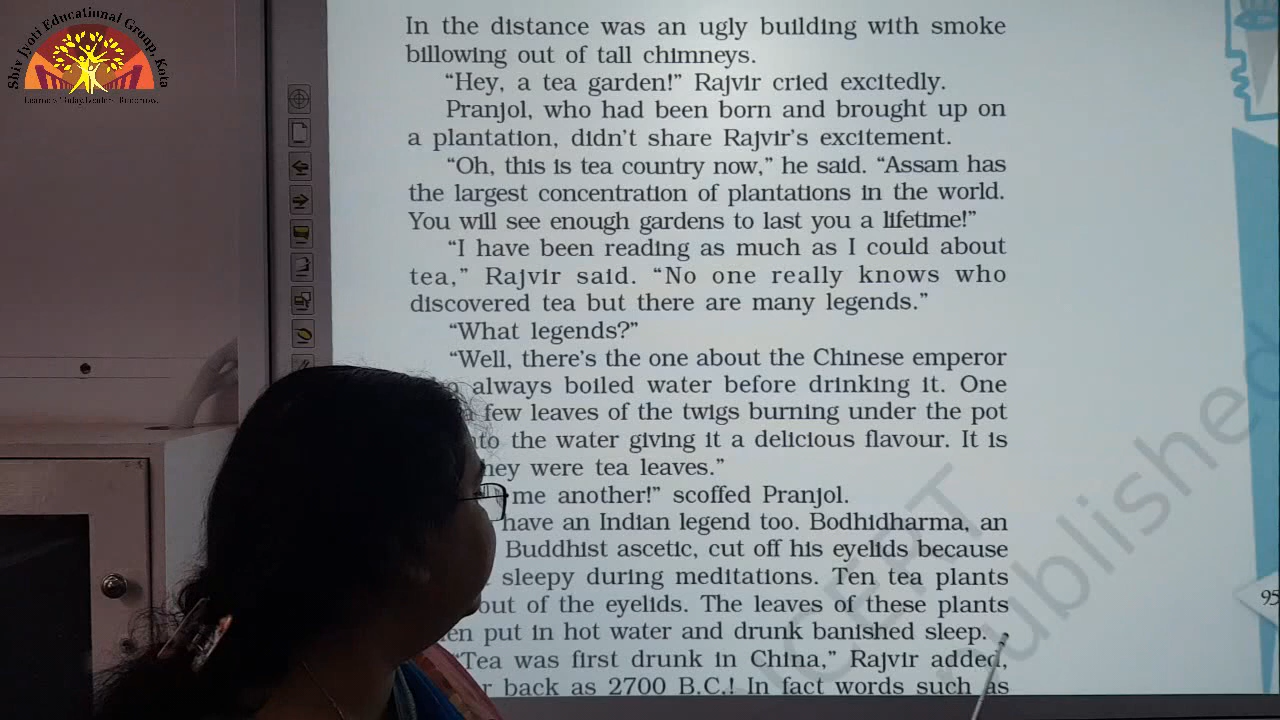 Shiv Jyoti Educational Group, Kota
In the distance was an ugly building with smoke
billowing out of tall chimneys.
“Hey, a tea garden!” Rajvir cried excitedly.
Pranjol, who had been born and brought up on
a plantation, didn’t share Rajvir’s excitement.
“Oh, this is tea country now,” he said. “Assam has
the largest concentration of plantations in the world.
You will see enough gardens to last you a lifetime!”
“I have been reading as much as I could about
tea,” Rajvir said. “No one really knows who
discovered tea but there are many legends.”
“What legends?”
“Well, there’s the one about the Chinese emperor
always boiled water before drinking it. One
few leaves of the twigs burning under the pot
the water giving it a delicious flavour. It is
were tea leaves.”
me another!” scoffed Pranjol.
have an Indian legend too. Bodhidharma, an
Buddhist ascetic, cut off his eyelids because
sleepy during meditations. Ten tea plants
out of the eyelids. The leaves of these plants
put in hot water and drunk banished sleep.
95
“Tea was first drunk in China,” Rajvir added,
back as 2700 B.C.! In fact words such as
published